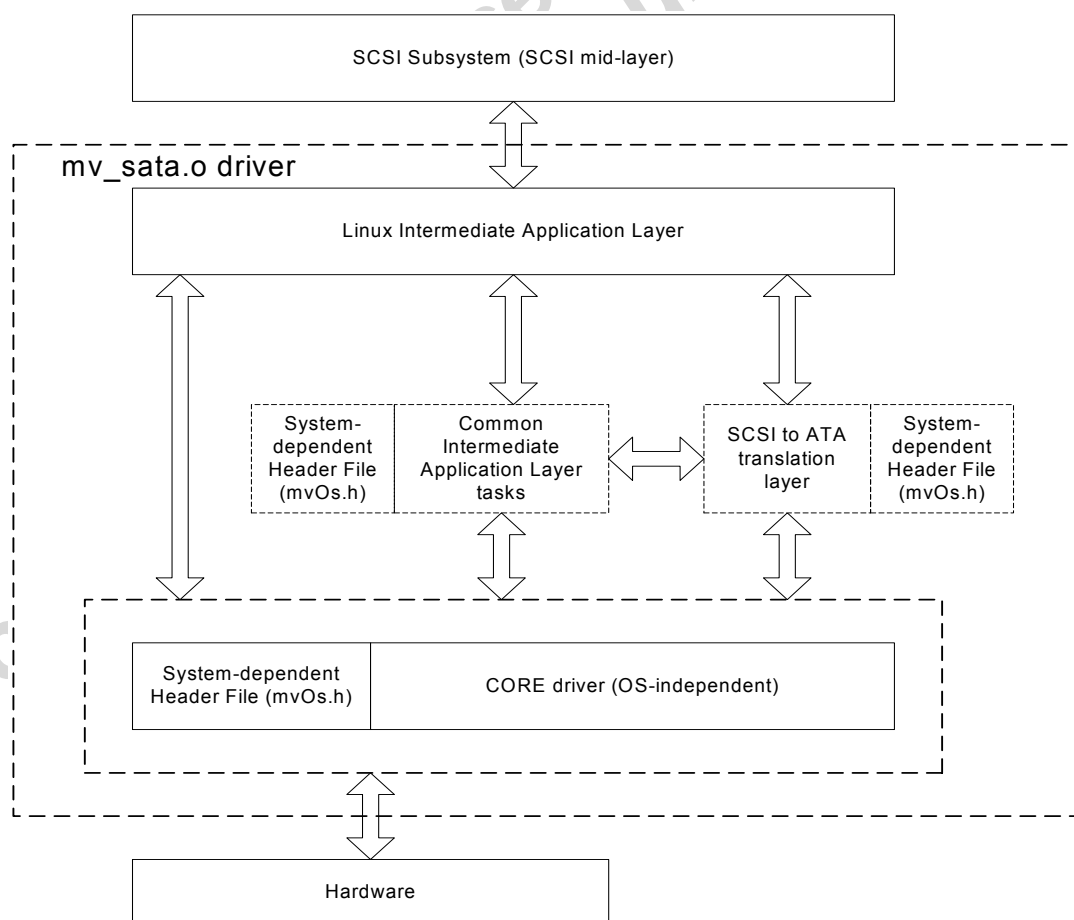 SCSI Subsystem (SCSI mid-layer)
mv_sata.o driver
Linux Intermediate Application Layer
System-
dependent
Header File
(mvOs.h)
Common
Intermediate
Application Layer
tasks
SCSI to ATA
translation
layer
System-
dependent
Header File
(mvOs.h)
System-dependent
Header File (mvOs.h)
CORE driver (OS-independent)
Hardware